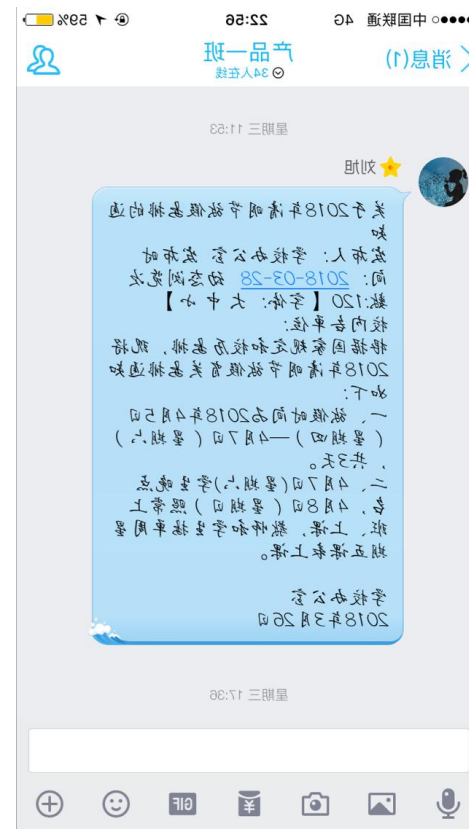 中国联通 4G 22:56 59%
消息(1) 产品一班
34人在线
星期三 11:53
刘旭
关于2018年清明节放假安排的通
知
发布人：学校办公室 发布时
间：2018-03-28 动态浏览次
数:120【字体：大 中 小】
校内各单位:
根据国家规定和校历安排，现将
2018年清明节放假有关安排通知
如下:
一、放假时间为2018年4月5日
(星期四)—4月7日(星期六)
，共3天。
二、4月7日(星期六)学生晚点
名，4月8日(星期日)照常上
班、上课，教师和学生按单周星
期五课表上课。
学校办公室
2018年3月26日
星期三 17:36
GIF